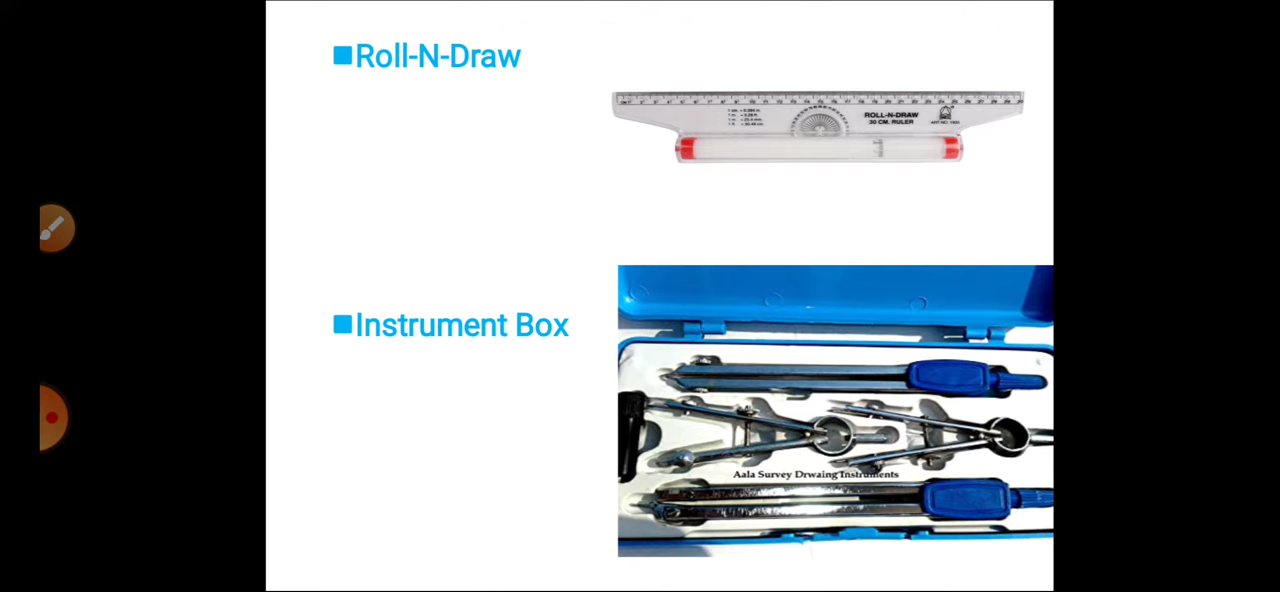 ■Roll-N-Draw
ROLL-N-DRAW
30 CM. RULER
■Instrument Box
Aala Survey Drwaing Instruments